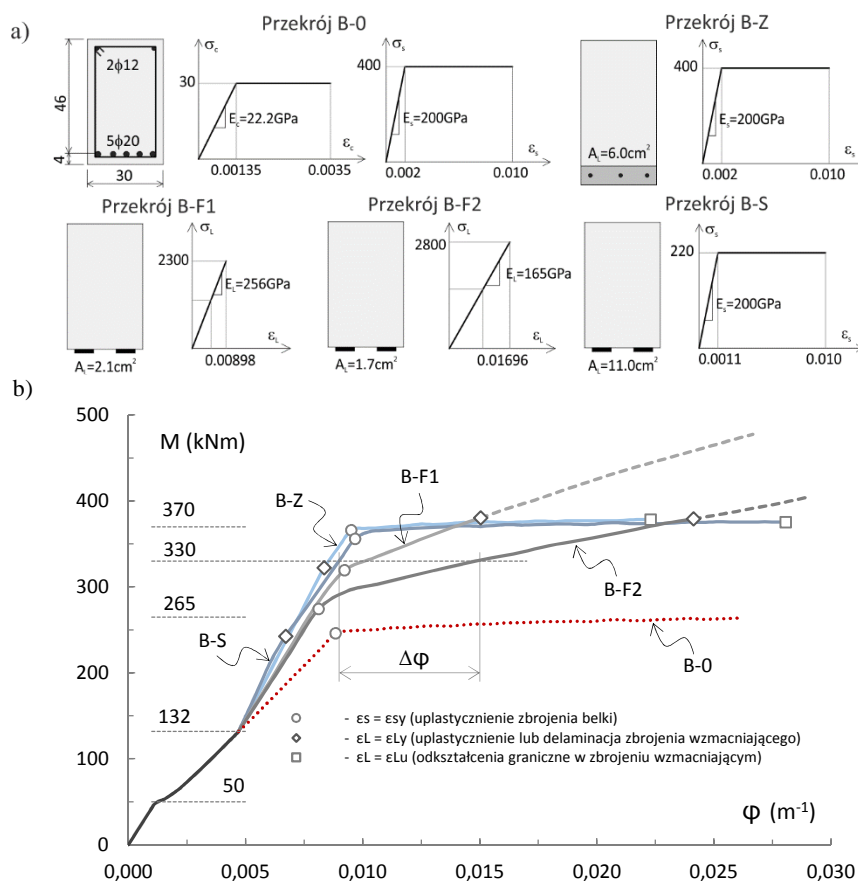 a)
Przekrój B-0
Przekrój B-Z
2ϕ12
5ϕ20
46
4
30
σc
30
Ec=22.2GPa
εc
0.00135
0.0035
σs
400
Es=200GPa
εs
0.002
0.010
AL=6.0cm²
σs
400
Es=200GPa
εs
0.002
0.010
Przekrój B-F1
Przekrój B-F2
Przekrój B-S
AL=2.1cm²
σL
2300
EL=256GPa
εL
0.00898
AL=1.7cm²
σL
2800
EL=165GPa
εL
0.01696
AL=11.0cm²
σs
220
Es=200GPa
εs
0.0011
0.010
b)
M (kNm)
500
400
300
200
100
0
370
330
265
132
50
B-Z
B-F1
B-F2
B-S
B-0
Δφ
- εs = εsy (uplastycznienie zbrojenia belki)
- εL = εLy (uplastycznienie lub delaminacja zbrojenia wzmacniającego)
- εL = εLu (odkształcenia graniczne w zbrojeniu wzmacniającym)
φ (m⁻¹)
0,000 0,005 0,010 0,015 0,020 0,025 0,030